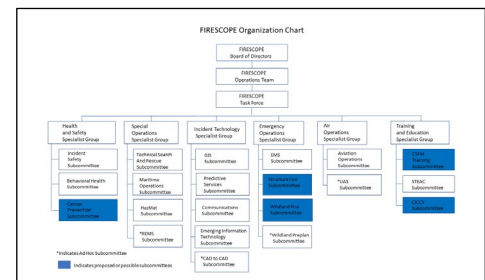 FIRESCOPE Organization Chart
FIRESCOPE
Board of Directors
FIRESCOPE
Operations Team
FIRESCOPE
Task Force
Health
and Safety
Specialist Group
Special
Operations
Specialist Group
Incident Technology
Specialist Group
Emergency
Operations
Specialist Group
Air
Operations
Specialist Group
Training
and Education
Specialist Group
Incident
Safety
Subcommittee
Behavioral Health
Subcommittee
Cancer
Prevention
Subcommittee
Technical Search
And Rescue
Subcommittee
Maritime
Operations
Subcommittee
HazMat
Subcommittee
*REMS
Subcommittee
GIS
Subcommittee
Predictive
Services
Subcommittee
Communications
Subcommittee
Emerging Information
Technology
Subcommittee
*CAD to CAD
Subcommittee
EMS
Subcommittee
Structure Fire
Subcommittee
Wildland Fire
Subcommittee
*Wildland Preplan
Subcommittee
Aviation
Operations
Subcommittee
*UAS
Subcommittee
Training
Subcommittee
STEAC
Subcommittee
CICCS
Subcommittee
*Indicates Ad Hoc Subcommittee
Indicates proposed or possible subcommittees